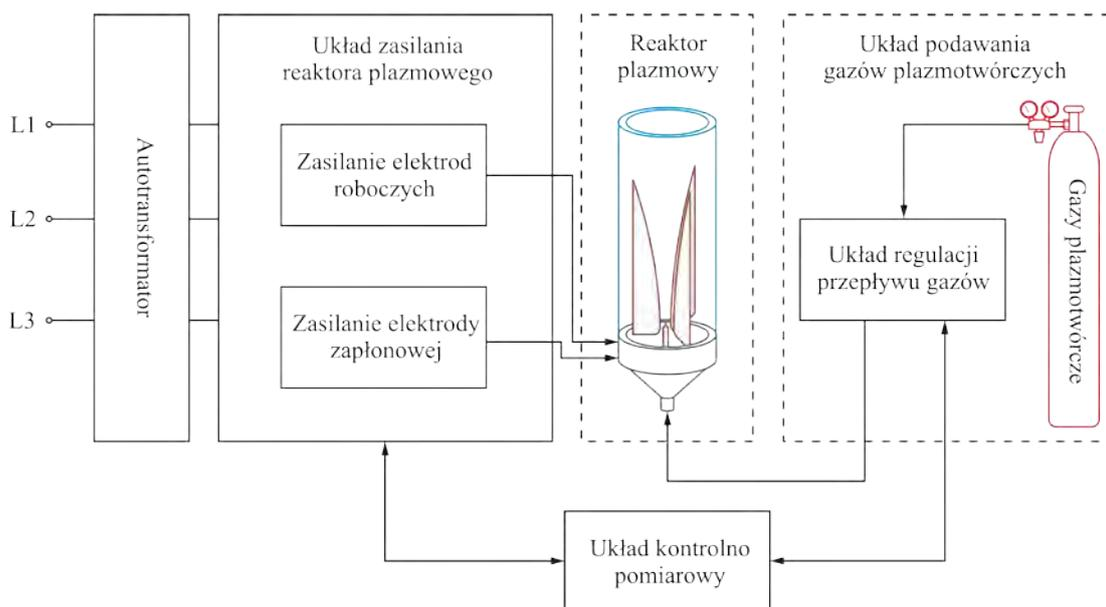 Układ zasilania
reaktora plazmowego
Reaktor
plazmowy
Układ podawania
gazów plazmotwórczych
L1
L2
L3
Autotransformator
Zasilanie elektrod
roboczych
Zasilanie elektrody
zapłonowej
Układ regulacji
przepływu gazów
Gazy plazmotwórcze
Układ kontrolno
pomiarowy